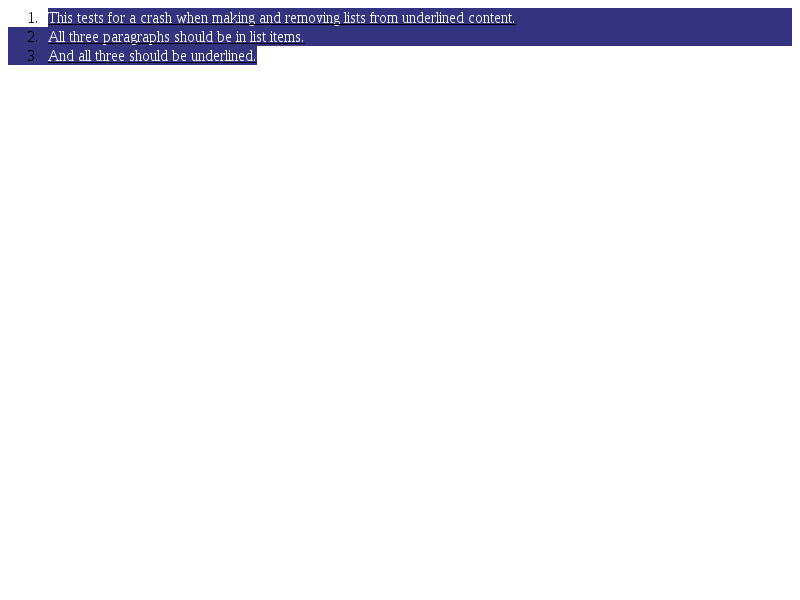 1. This tests for a crash when making and removing lists from underlined content.
2. All three paragraphs should be in list items.
3. And all three should be underlined.